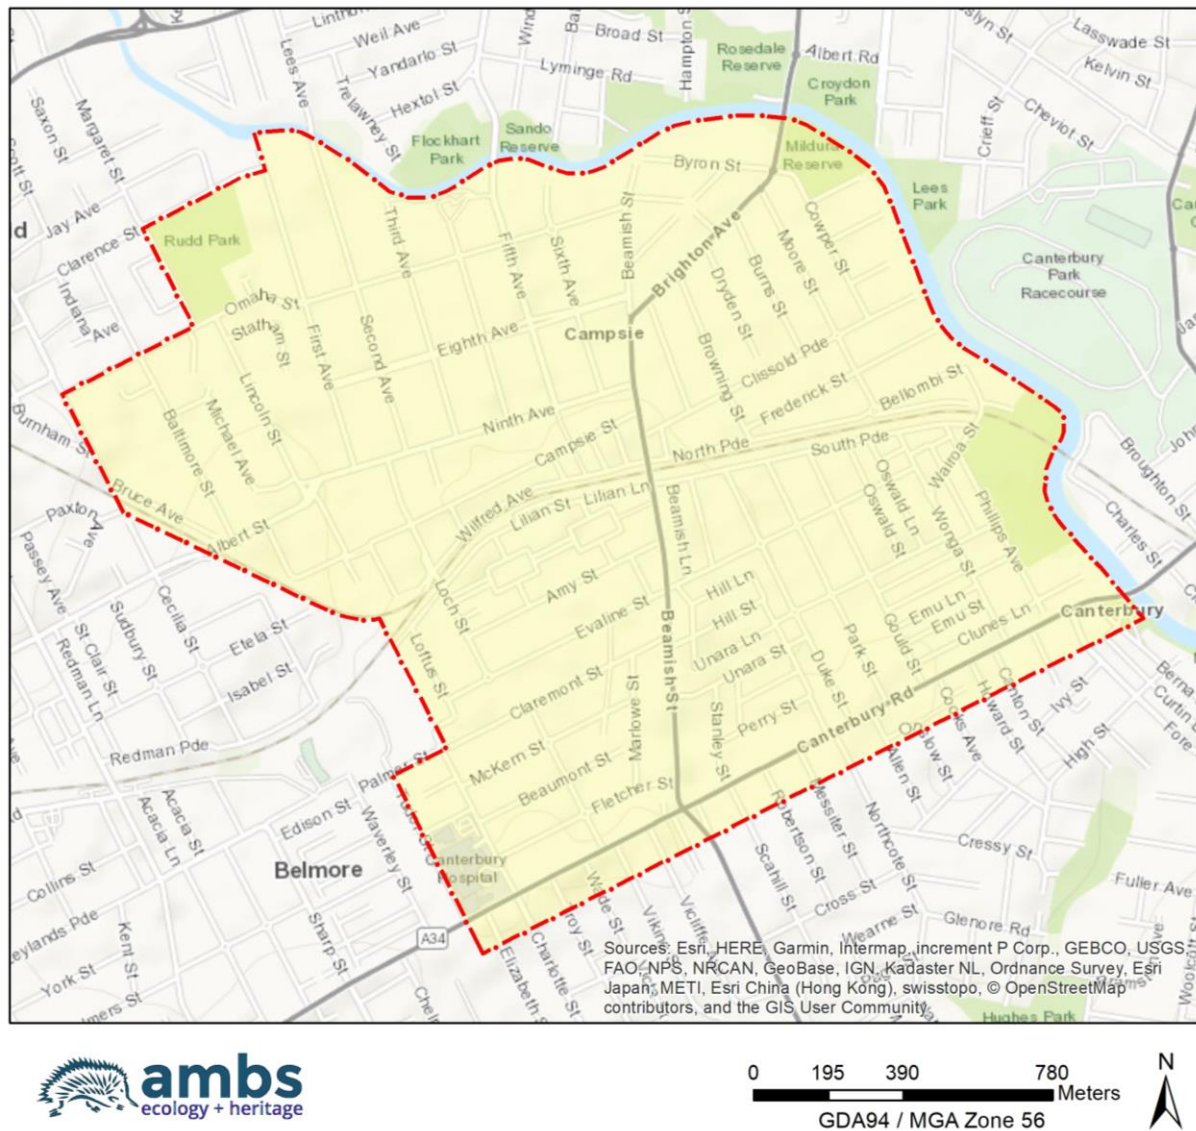 Linthu
Weil Ave
Yandarlo St
Hextol St
Trelawney St
Lees Ave
Broad St
Lyminge Rd
Hampton S
Rosedale
Reserve
Albert Rd
Croydon
Park
Lasswade St
Kelvin St
Cheviot St
Crieff St
Saxon St
Margaret St
Scott St
Jay Ave
Clarence St
Indiana
Ave
Flockhart
Park
Sando
Reserve
Byron St
Mildura
Reserve
Lees
Park
Canterbury
Park
Racecourse
Rudd Park
Third Ave
Fifth Ave
Sixth Ave
Beamish St
Brighton Ave
Cowper St
Moore St
Burns St
Dryden St
Omaha St
Statham St
First Ave
Second Ave
Eighth Ave
Campsie
Browning St
Clissold Pde
Frederick St
Bellombi St
Lincoln St
Michael Ave
Baltimore St
Ninth Ave
Campsie St
North Pde
South Pde
Wairoa St
Burnham St
Bruce Ave
Paxton
Ave
Passey Ave
Albert St
Wilfred Ave
Lilian St
Lilian Ln
Beamish Ln
Oswald Ln
Oswald St
Wonga St
Phillips Ave
Broughton St
Charles St
Cecilia St
Sudbury St
St Clair St
Redman Ln
Etela St
Isabel St
Redman Pde
Loch St
Loftus St
Amy St
Evaline St
Hill Ln
Hill St
Unara Ln
Unara St
Beamish St
Park St
Gould St
Duke St
Emu Ln
Emu St
Clunes Ln
Canterbury
Claremont St
Marlowe St
Stanley St
Perry St
Canterbury Rd
McKern St
Beaumont St
Fletcher St
Palmer St
Edison St
Acacia St
Acacia Ln
Waverley St
Belmore
Canterbury
Hospital
Collins St
Kent St
York St
Sharp St
A34
Elizabeth S
Charlotte St
Wade St
Scahill St
Robertson St
Messiter St
Northcote St
Allen St
Onslow St
Cooks Ave
Howard St
Canton St
Ivy St
High St
Cressy St
Cross St
Wearne St
Glenore Rd
Fuller Ave
Hughes Park
Sources: Esri, HERE, Garmin, Intermap, increment P Corp., GEBCO, USGS,
FAO, NPS, NRCAN, GeoBase, IGN, Kadaster NL, Ordnance Survey, Esri
Japan, METI, Esri China (Hong Kong), swisstopo, © OpenStreetMap
contributors, and the GIS User Community
ambs
ecology + heritage
0 195 390 780
Meters
GDA94 / MGA Zone 56
N